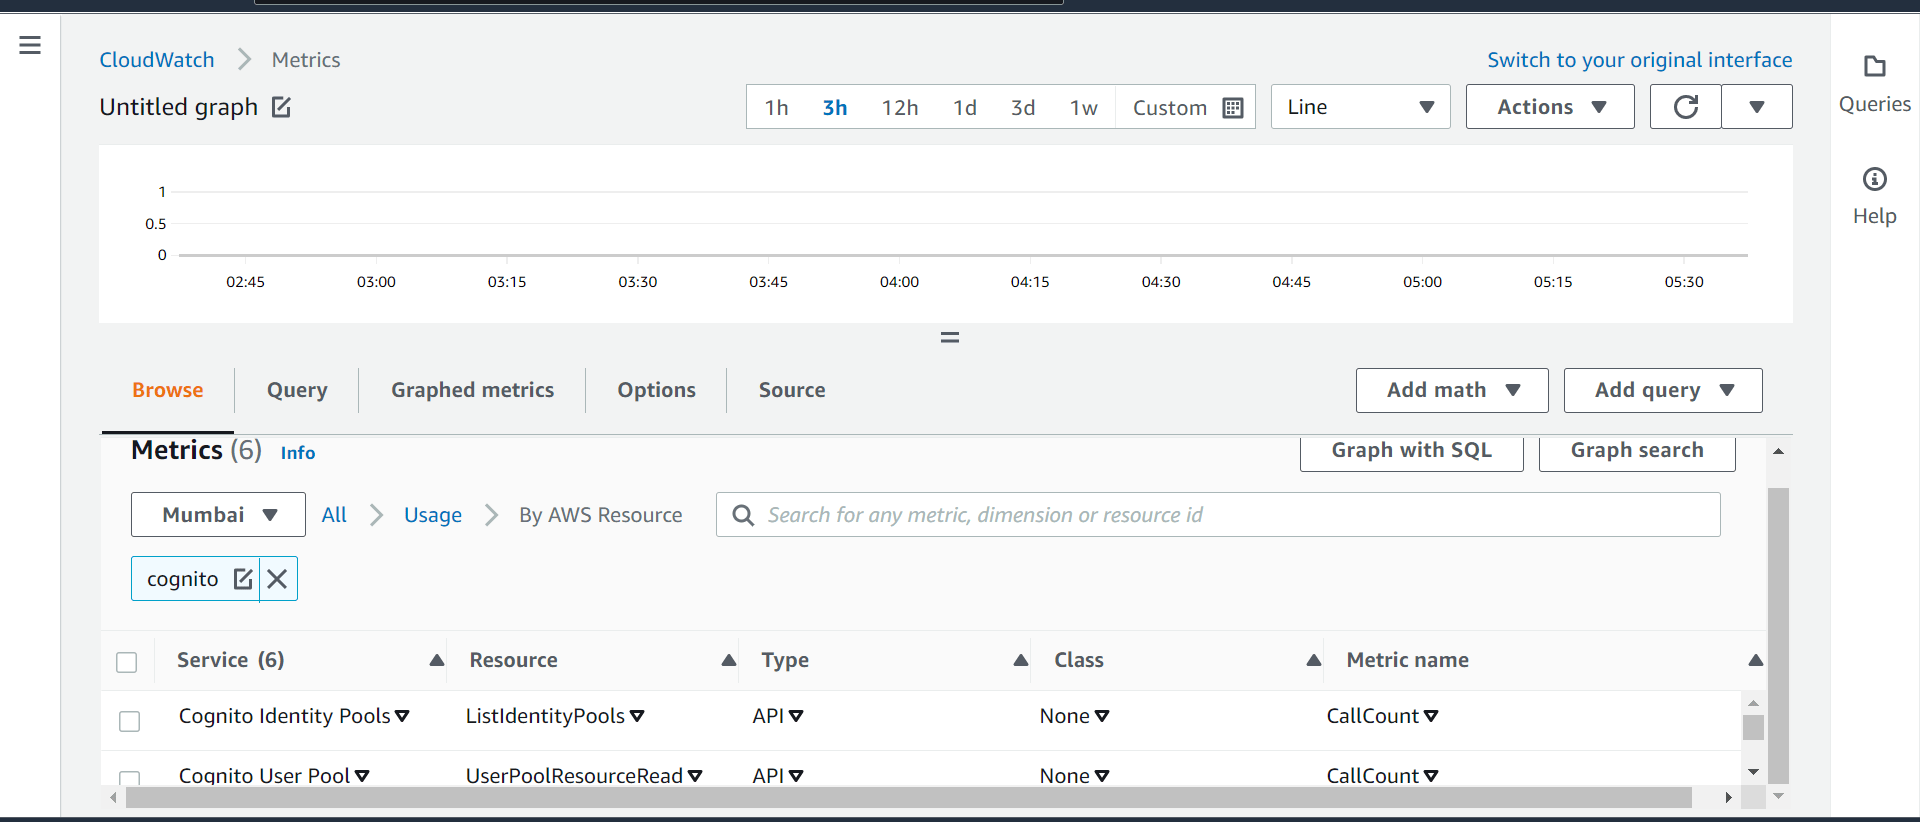 CloudWatch Metrics Switch to your original interface
Queries
Untitled graph 1h 3h 12h 1d 3d 1w Custom Line Actions
1
0.5
0
02:45 03:00 03:15 03:30 03:45 04:00 04:15 04:30 04:45 05:00 05:15 05:30
Help
Browse Query Graphed metrics Options Source Add math Add query
Metrics (6) Info Graph with SQL Graph search
Mumbai All Usage By AWS Resource Search for any metric, dimension or resource id
cognito
Service (6) Resource Type Class Metric name
Cognito Identity Pools ListIdentityPools API None CallCount
Cognito User Pool UserPoolResourceRead API None CallCount